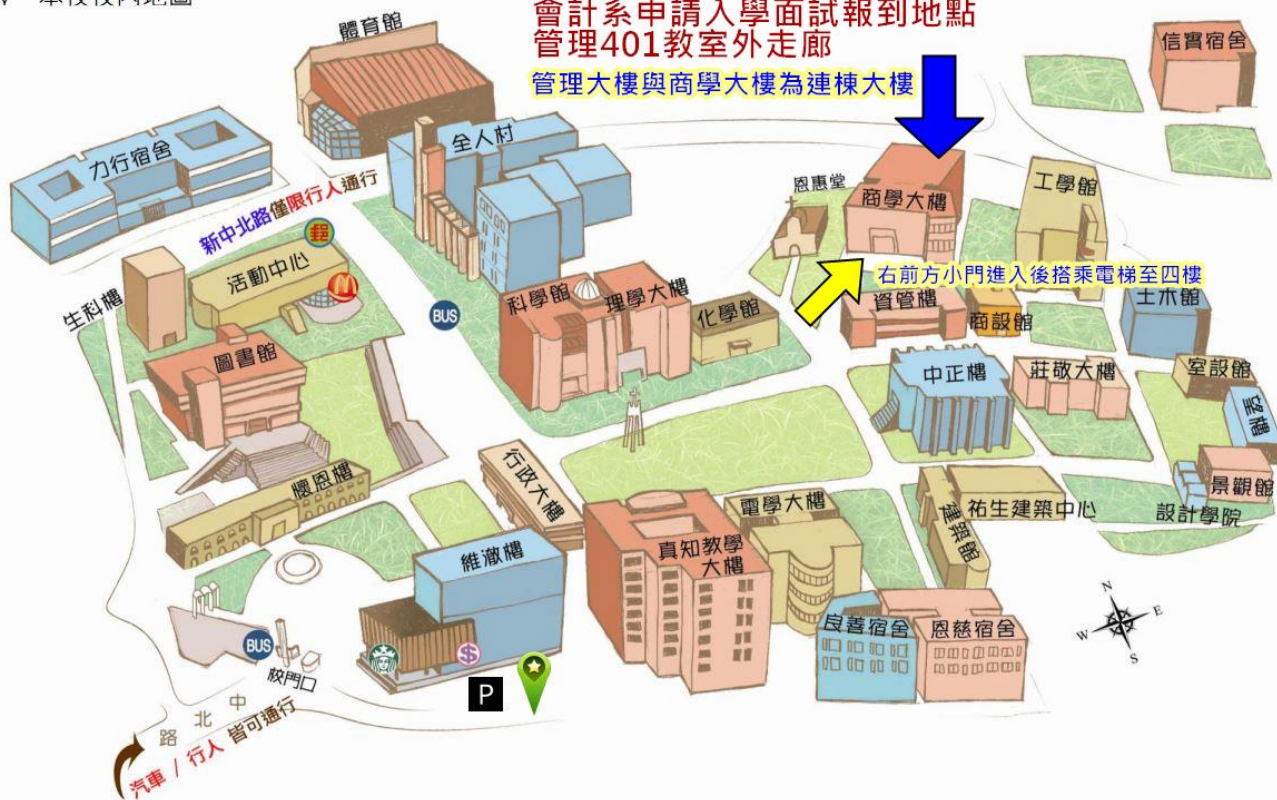 本校校內地圖
會計系申請入學面試報到地點
管理401教室外走廊
管理大樓與商學大樓為連棟大樓
體育館
信實宿舍
全人村
力行宿舍
恩惠堂
商學大樓
工學館
新中北路僅限行人通行
郵
活動中心
右前方小門進入後搭乘電梯至四樓
生科樓
BUS
科學館
理學大樓
化學館
資管樓
商設館
土木館
圖書館
中正樓
莊敬大樓
室設館
望樓
行政大樓
懷恩樓
電學大樓
祐生建築中心
建築館
景觀館
設計學院
維澈樓
真知教學
大樓
良善宿舍
恩慈宿舍
N
W
E
S
BUS
校門口
$
P
中北路
汽車 / 行人 皆可通行